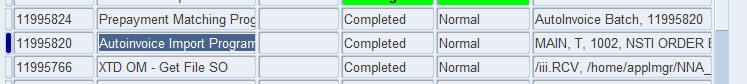 11995824 Prepayment Matching Prog Completed Normal AutoInvoice Batch, 11995820
11995820 Autoinvoice Import Program Completed Normal MAIN, T, 1002, NSTI ORDER E
11995766 XTD OM - Get File SO Completed Normal /iii.RCV, /home/applmgr/NNA_